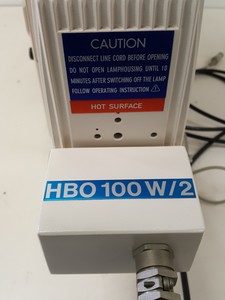 CAUTION
DISCONNECT LINE CORD BEFORE OPENING
DO NOT OPEN LAMPHOUSING UNTIL 10
MINUTES AFTER SWITCHING OFF THE LAMP
FOLLOW OPERATING INSTRUCTION ⚠
HOT SURFACE
HBO 100 W/2